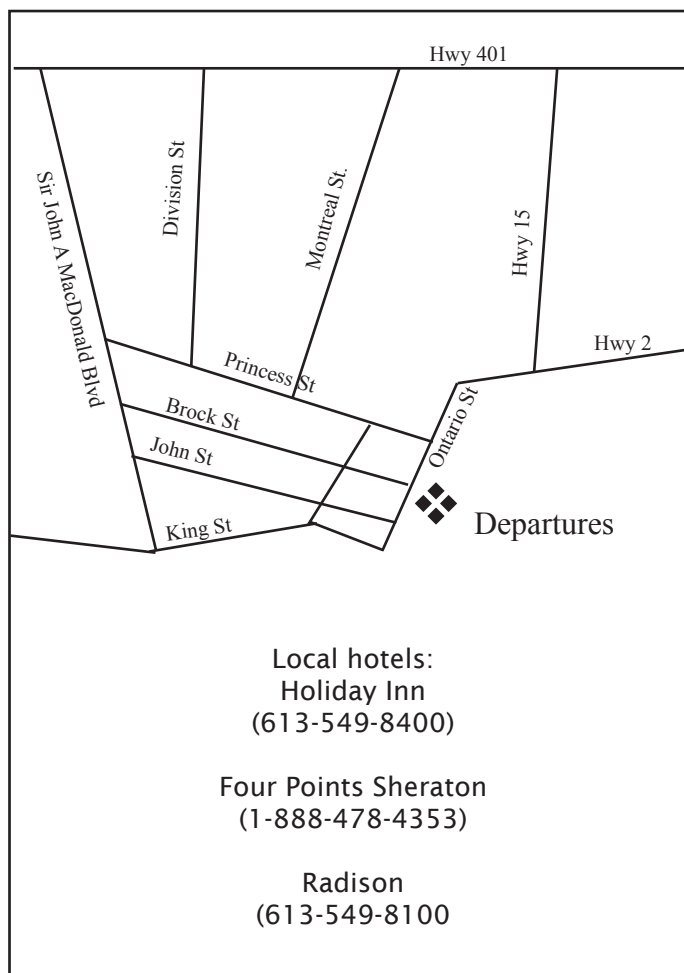 Hwy 401
Sir John A MacDonald Blvd
Division St
Montreal St.
Hwy 15
Hwy 2
Princess St
Brock St
Ontario St
John St
King St
Departures
Local hotels:
Holiday Inn
(613-549-8400)
Four Points Sheraton
(1-888-478-4353)
Radison
(613-549-8100